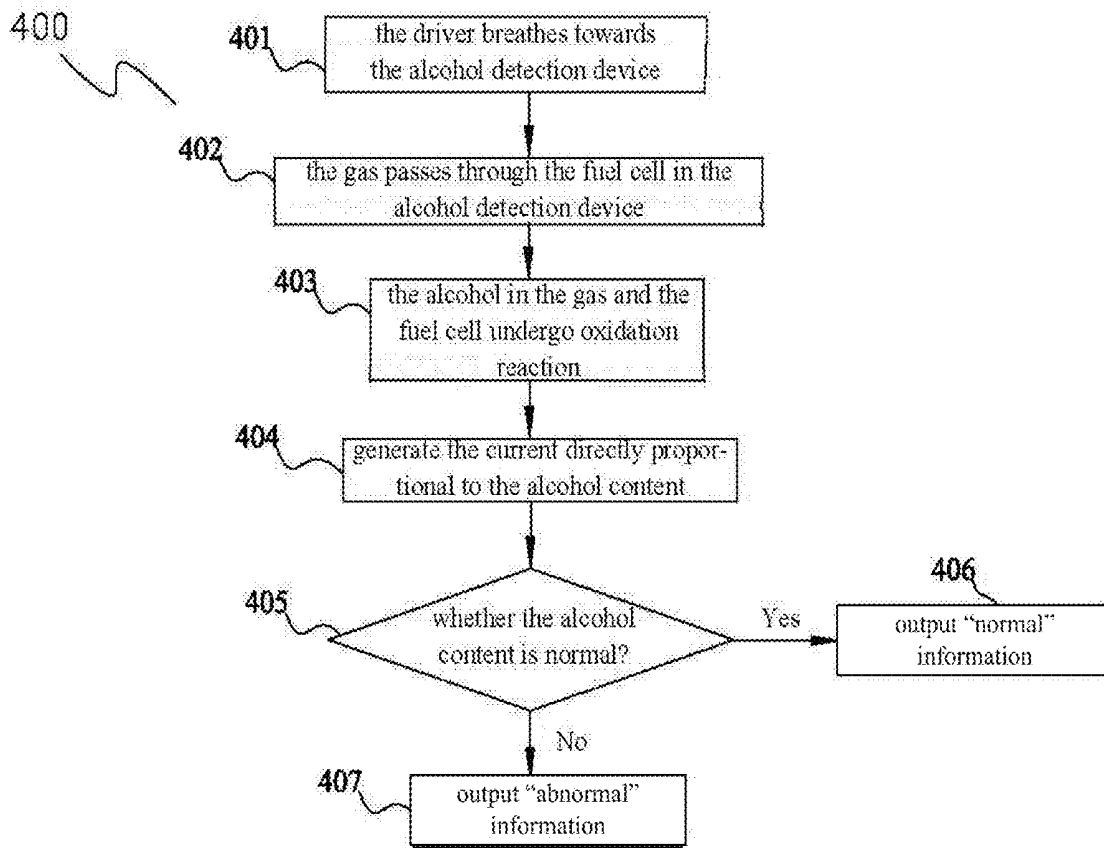 400
401
the driver breathes towards
the alcohol detection device
402
the gas passes through the fuel cell in the
alcohol detection device
403
the alcohol in the gas and the
fuel cell undergo oxidation
reaction
404
generate the current directly propor-
tional to the alcohol content
405
whether the alcohol
content is normal?
Yes
406
output “normal”
information
No
407
output “abnormal”
information